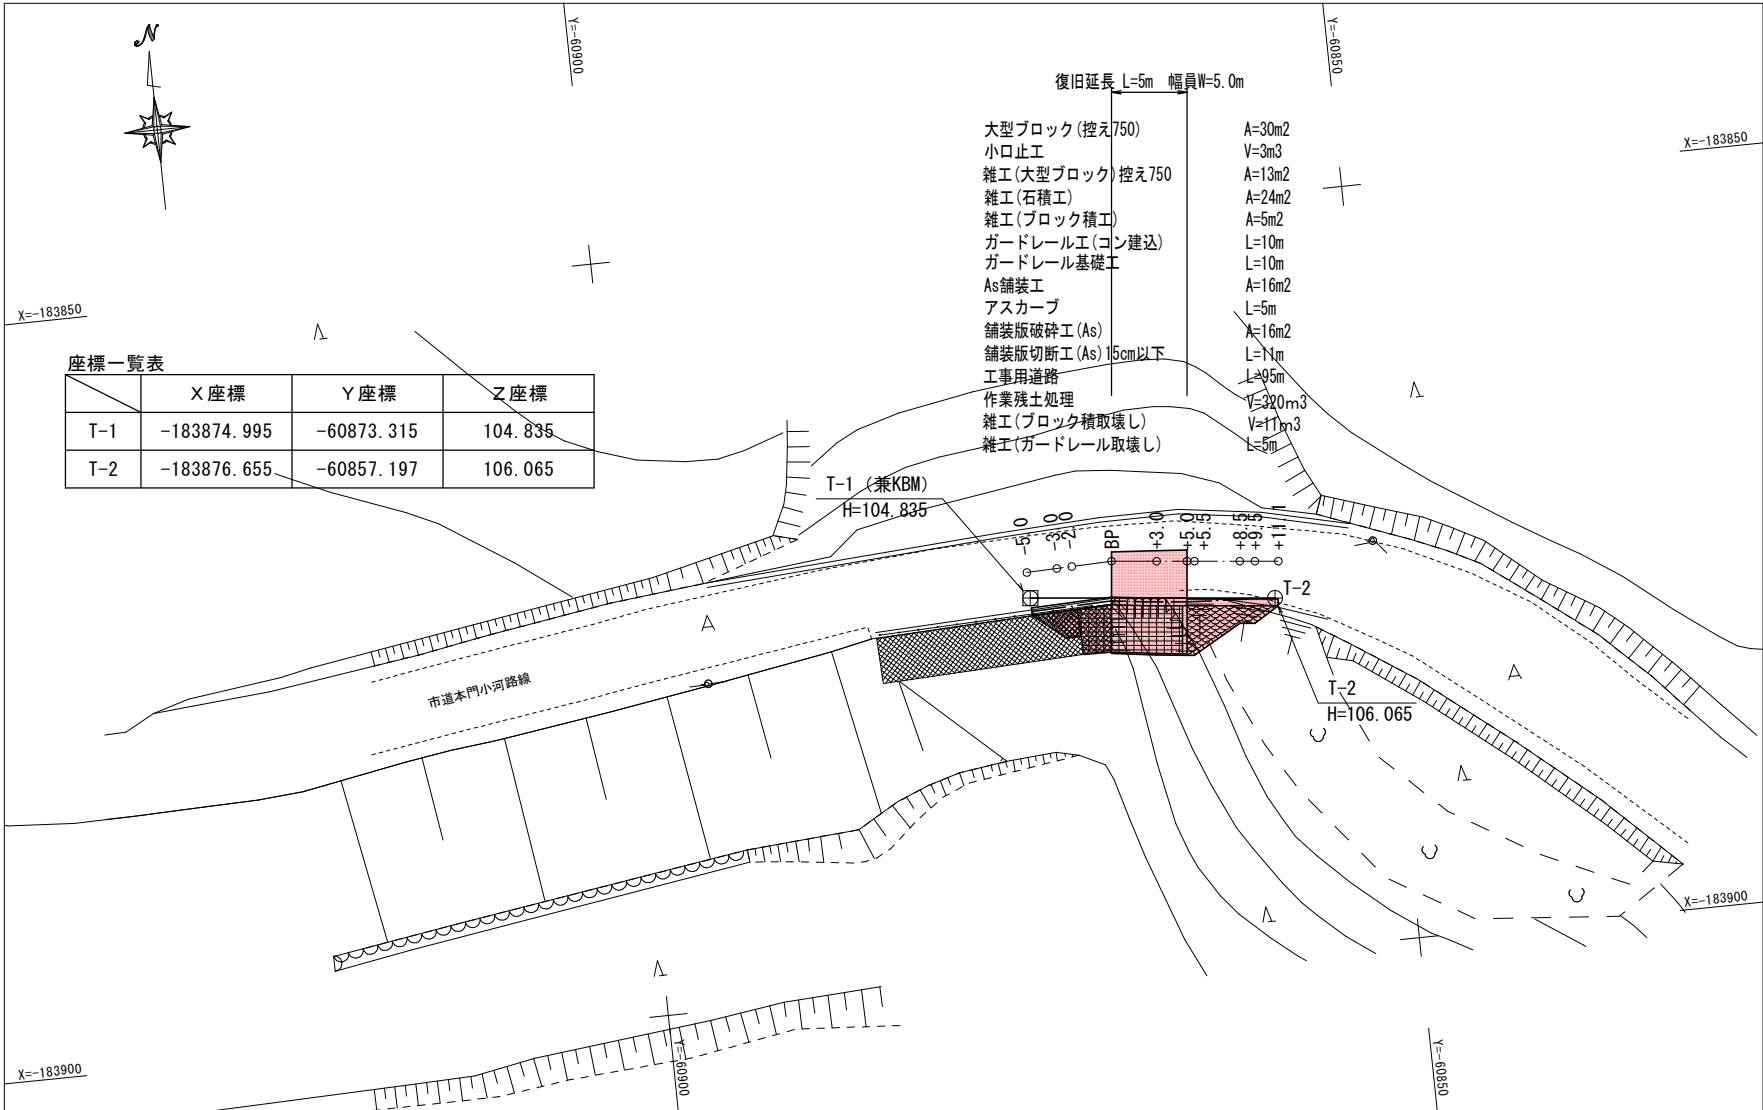 N
Y=-60900
Y=-60850
復旧延長 L=5m 幅員W=5.0m
大型ブロック(控え750) A=30m2
小口止工 V=3m3
雑工(大型ブロック)控え750 A=13m2
雑工(石積工) A=24m2
雑工(ブロック積工) A=5m2
ガードレール工(コン建込) L=10m
ガードレール基礎工 L=10m
As舗装工 A=16m2
アスカーブ L=5m
舗装版破砕工(As) A=16m2
舗装版切断工(As)15cm以下 L=11m
工事用道路 L=95m
作業残土処理 V=320m3
雑工(ブロック積取壊し) V=11m3
雑工(ガードレール取壊し) L=5m
X=-183850
X=-183850
座標一覧表
X座標 Y座標 Z座標
T-1 -183874.995 -60873.315 104.835
T-2 -183876.655 -60857.197 106.065
T-1 (兼KBM)
H=104.835
-5.0
-3.0
-2.0
BP
+3.0
+5.0
+5.5
+8.5
+9.5
+11.1
T-2
T-2
H=106.065
市道本門小河路線
X=-183900
X=-183900
Y=-60900
Y=-60850